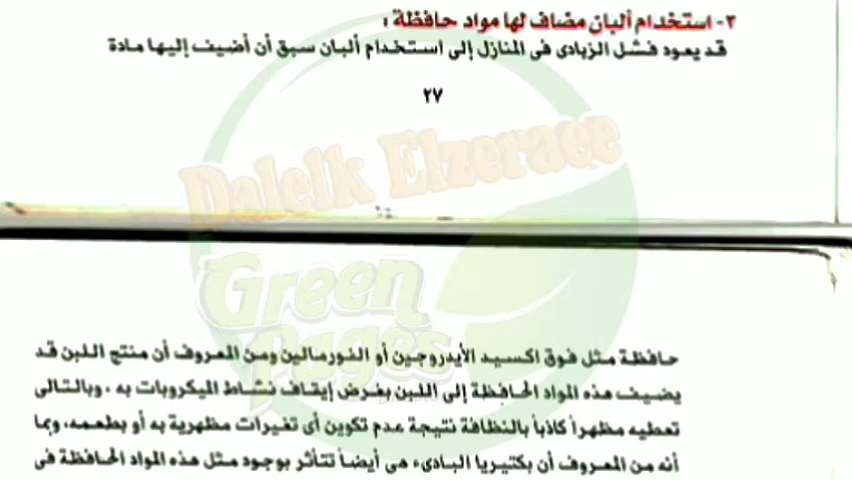 ٣- استخدام ألبان مضاف لها مواد حافظة :
قد يعود فشل الزبادى فى المنازل إلى استخدام ألبان سبق أن أضيف إليها مادة
٢٧
Dalelk Elzeraee
Green
Pages
حافظة مثل فوق اكسيد الأيدروجين أو الفورمالين ومن المعروف أن منتج اللبن قد
يضيف هذه المواد الحافظة إلى اللبن بغرض إيقاف نشاط الميكروبات به ، وبالتالى
تعطيه مظهراً كاذباً بالنظافة نتيجة عدم تكوين أى تغيرات مظهرية به أو بطعمه، وبما
أنه من المعروف أن بكتيريا البادىء هى أيضاً تتأثر بوجود مثل هذه المواد الحافظة فى